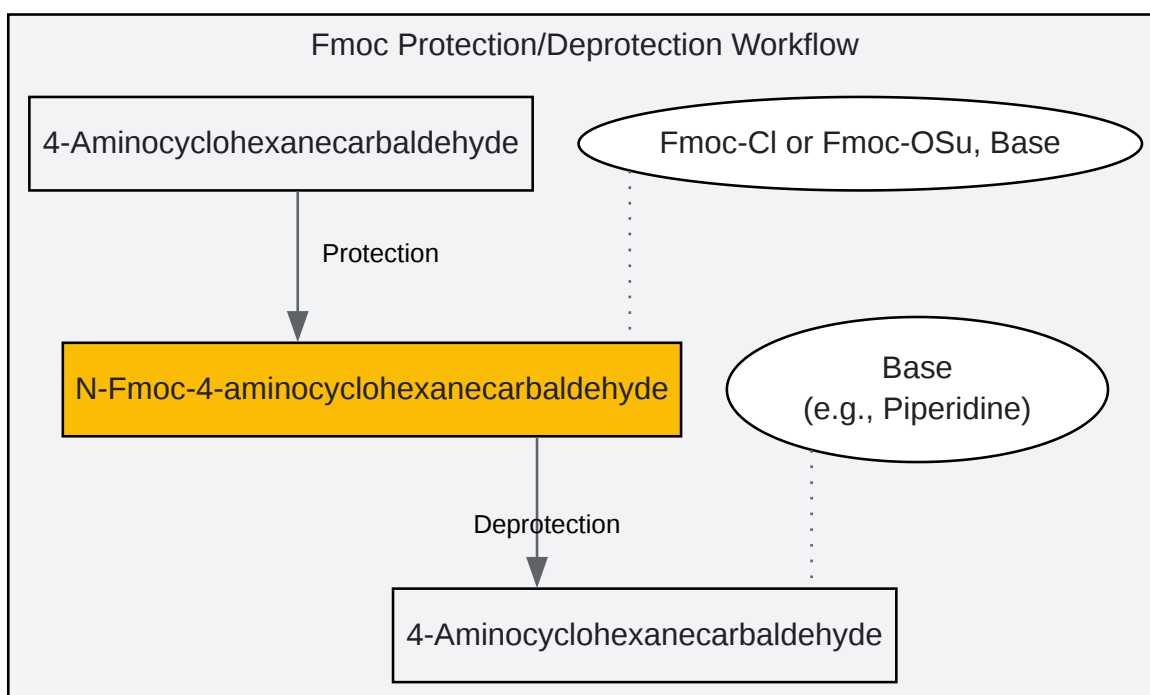 Fmoc Protection/Deprotection Workflow
4-Aminocyclohexanecarbaldehyde
Fmoc-Cl or Fmoc-OSu, Base
Protection
N-Fmoc-4-aminocyclohexanecarbaldehyde
Base
(e.g., Piperidine)
Deprotection
4-Aminocyclohexanecarbaldehyde